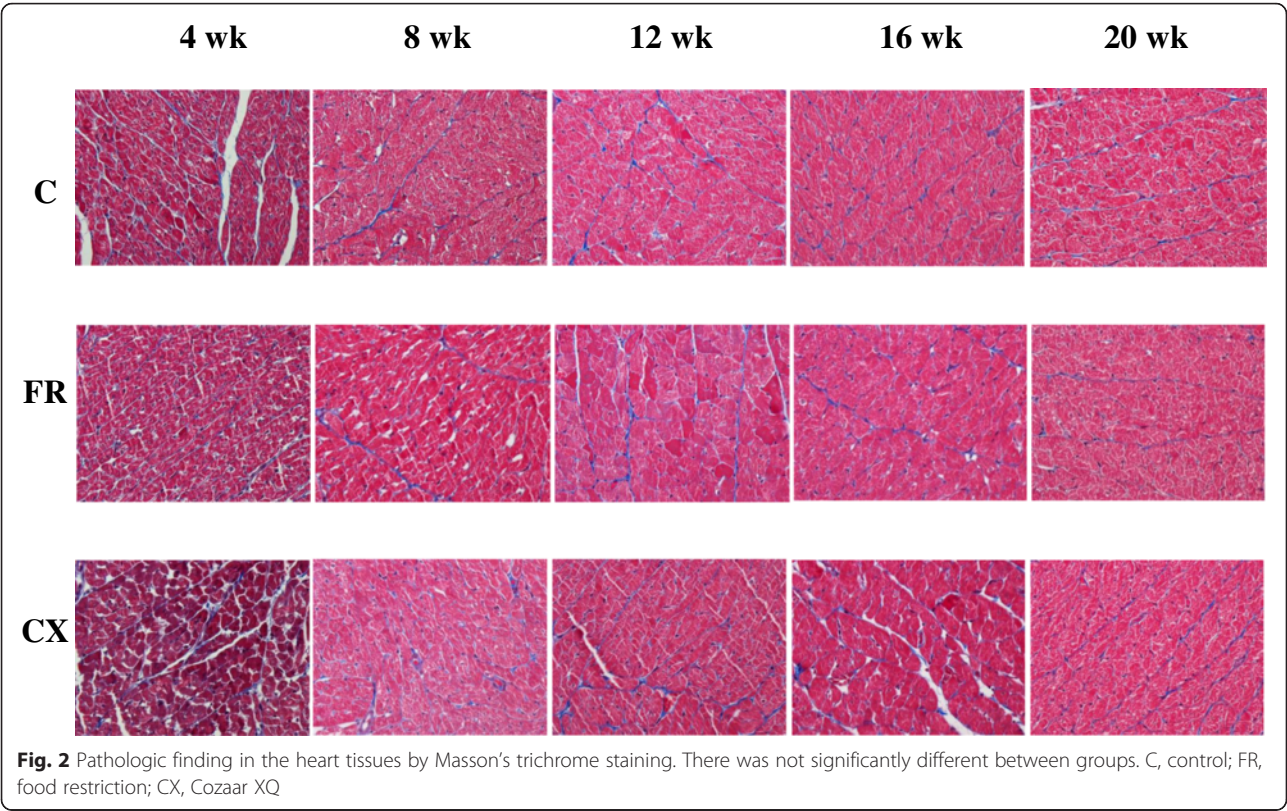 4 wk 8 wk 12 wk 16 wk 20 wk
C
FR
CX
Fig. 2 Pathologic finding in the heart tissues by Masson's trichrome staining. There was not significantly different between groups. C, control; FR,
food restriction; CX, Cozaar XQ